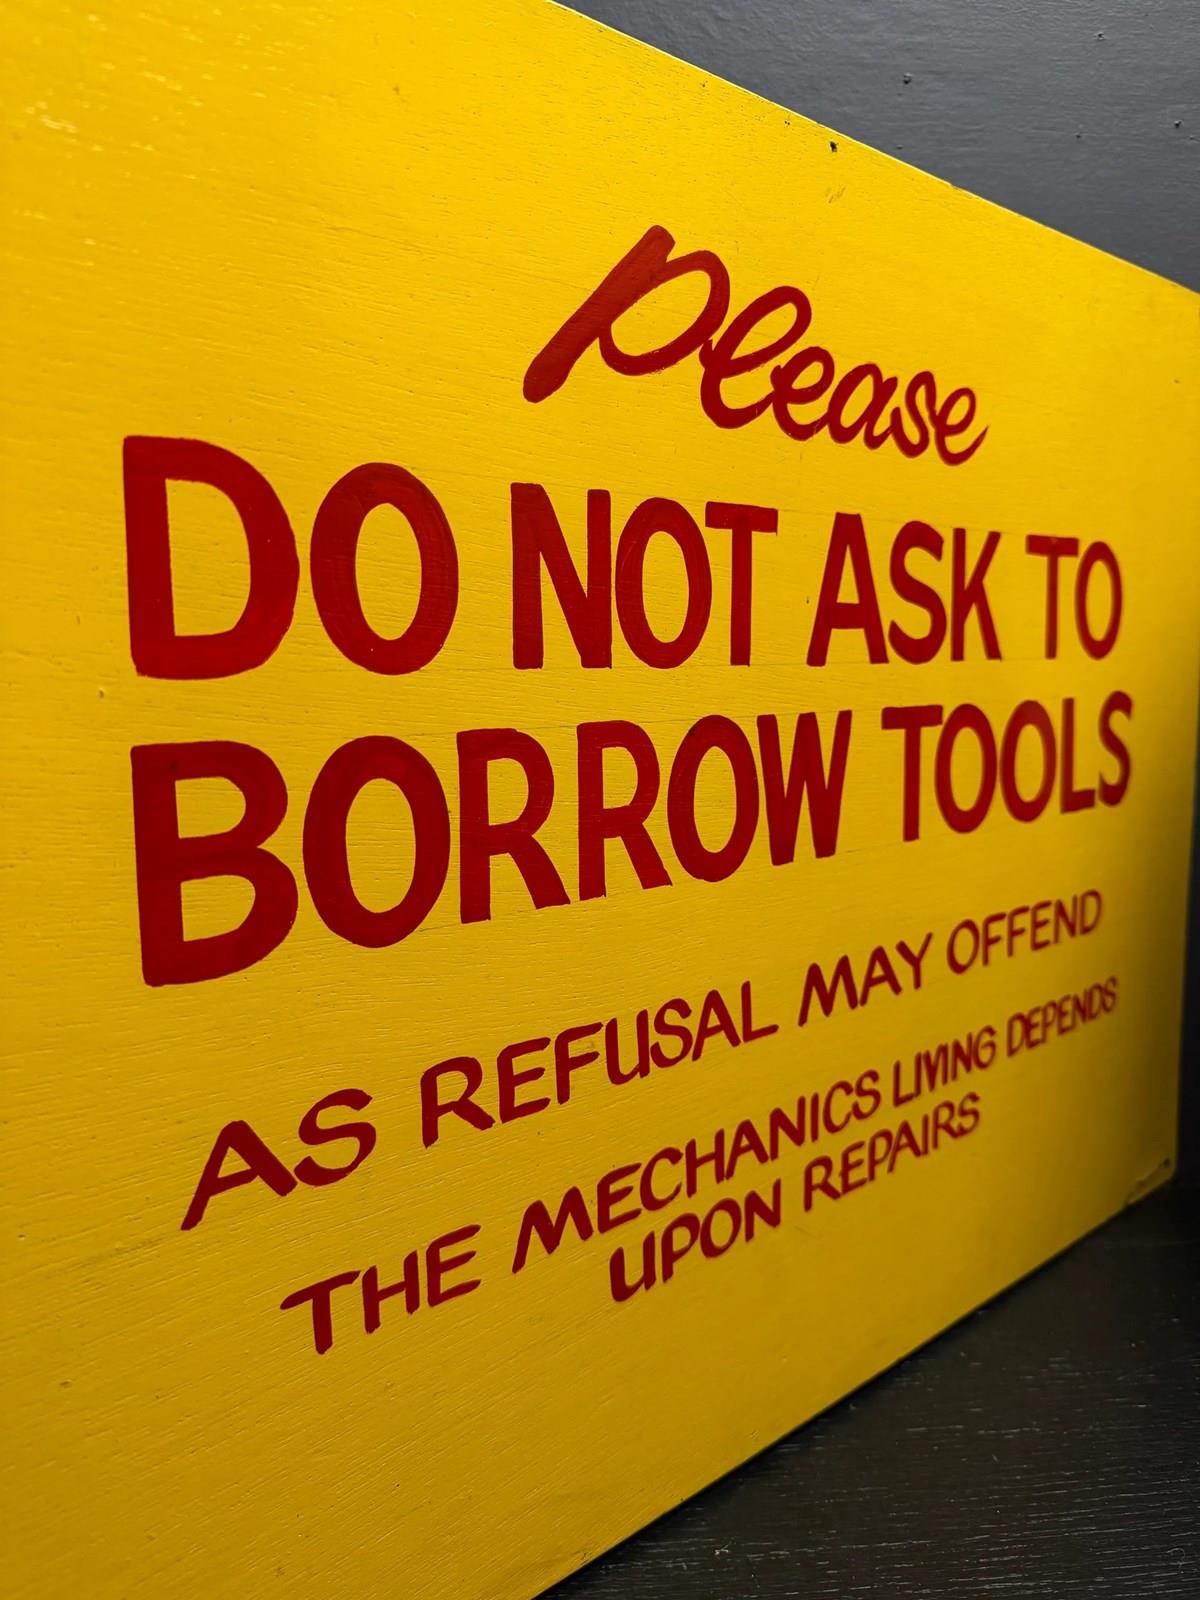 please
DO NOT ASK TO
BORROW TOOLS
AS REFUSAL MAY OFFEND
THE MECHANICS LIVING DEPENDS
UPON REPAIRS